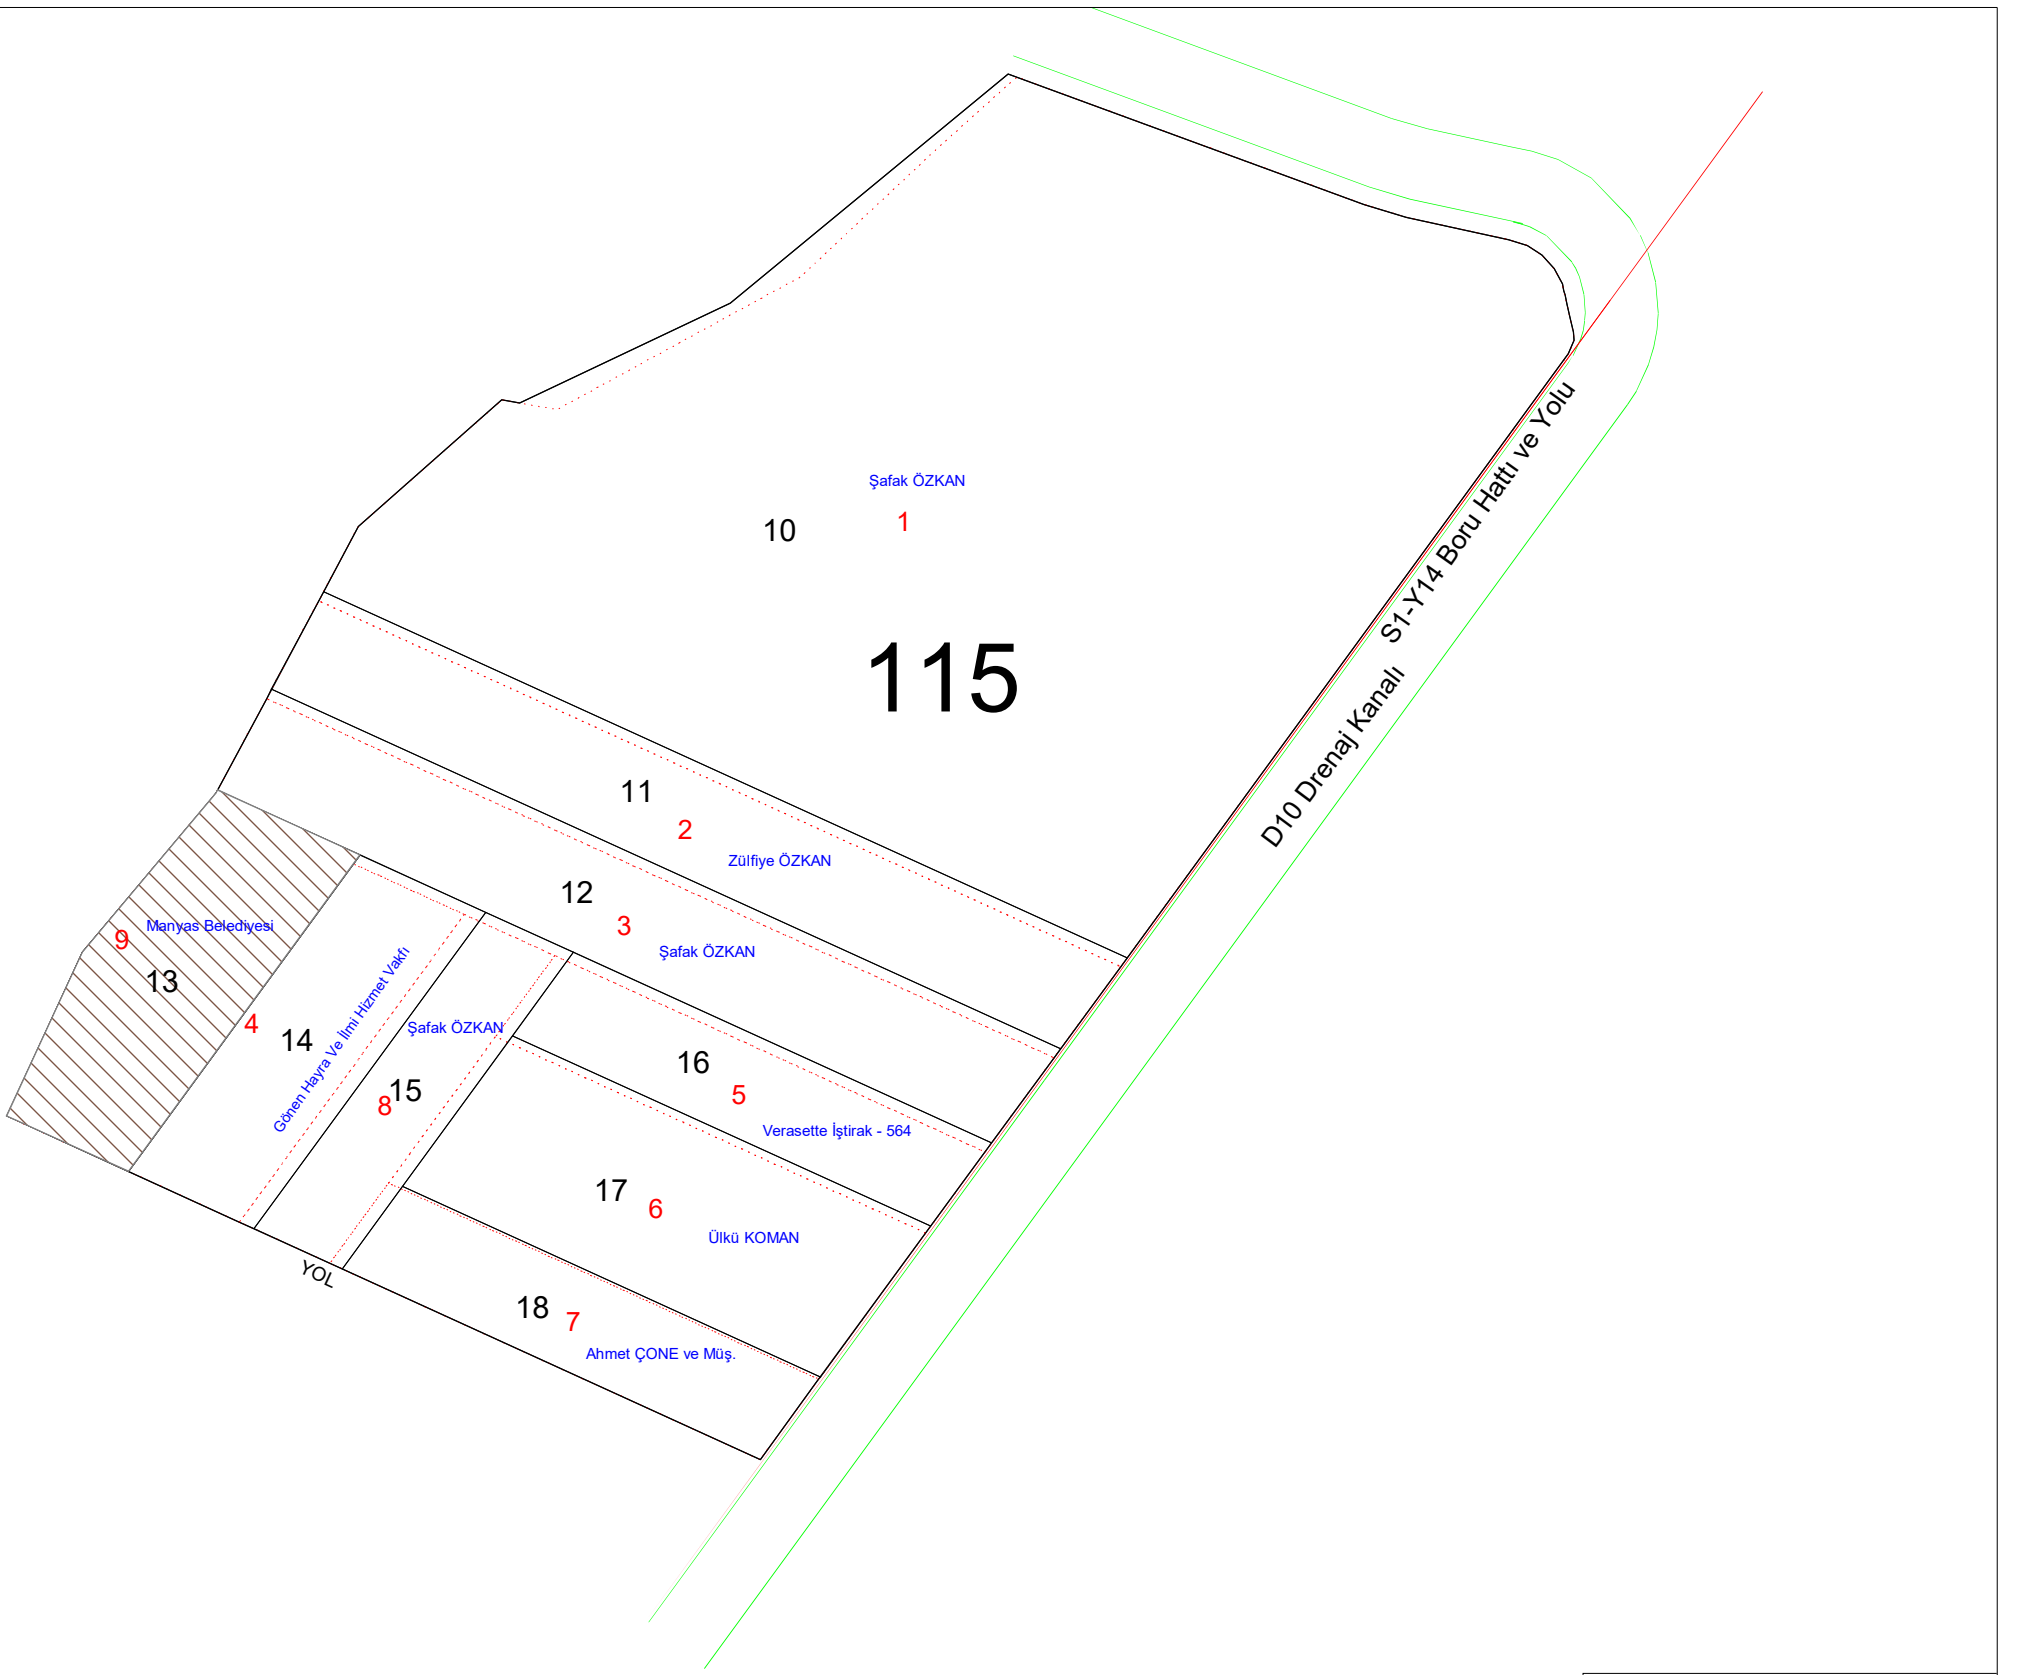 Şafak ÖZKAN
10
1
S1-Y14 Boru Hattı ve Yolu
115
D10 Drenaj Kanalı
11
2
Zülfiye ÖZKAN
12
3
Şafak ÖZKAN
Manyas Belediyesi
9
13
4
14
Gönen Hayra Ve İlmi Hizmet Vakfı
Şafak ÖZKAN
15
8
16
5
Verasette İştirak - 564
17
6
Ülkü KOMAN
YOL
18
7
Ahmet ÇONE ve Müş.